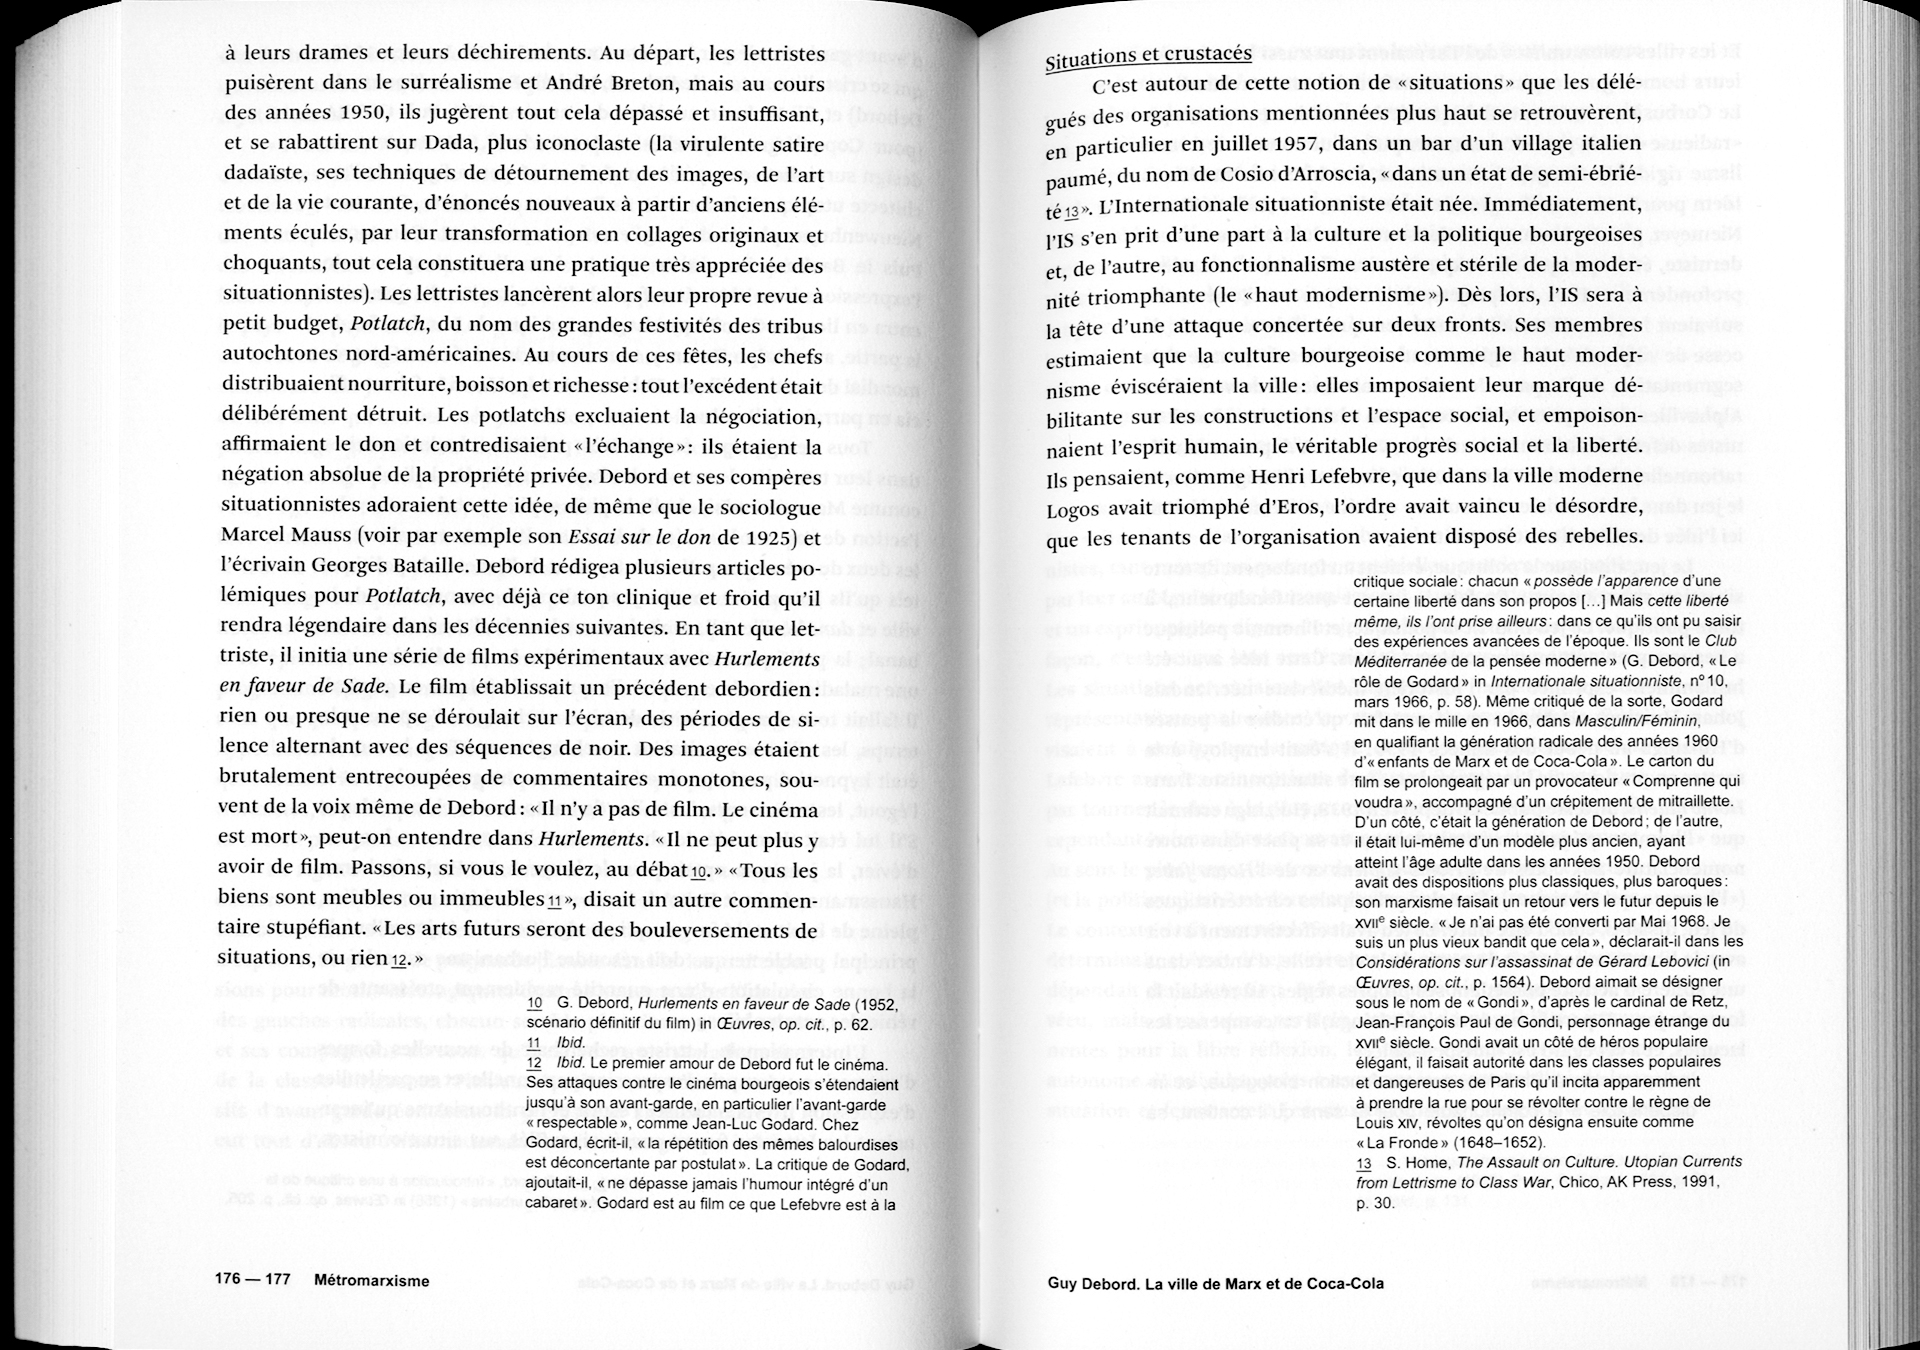 à leurs drames et leurs déchirements. Au départ, les lettristes
puisèrent dans le surréalisme et André Breton, mais au cours
des années 1950, ils jugèrent tout cela dépassé et insuffisant,
et se rabattirent sur Dada, plus iconoclaste (la virulente satire
dadaïste, ses techniques de détournement des images, de l'art
et de la vie courante, d'énoncés nouveaux à partir d'anciens élé-
ments éculés, par leur transformation en collages originaux et
choquants, tout cela constituera une pratique très appréciée des
situationnistes). Les lettristes lancèrent alors leur propre revue à
petit budget, Potlatch, du nom des grandes festivités des tribus
autochtones nord-américaines. Au cours de ces fêtes, les chefs
distribuaient nourriture, boisson et richesse : tout l'excédent était
délibérément détruit. Les potlatchs excluaient la négociation,
affirmaient le don et contredisaient « l'échange » : ils étaient la
négation absolue de la propriété privée. Debord et ses compères
situationnistes adoraient cette idée, de même que le sociologue
Marcel Mauss (voir par exemple son Essai sur le don de 1925) et
l'écrivain Georges Bataille. Debord rédigea plusieurs articles po-
lémiques pour Potlatch, avec déjà ce ton clinique et froid qu'il
rendra légendaire dans les décennies suivantes. En tant que let-
triste, il initia une série de films expérimentaux avec Hurlements
en faveur de Sade. Le film établissait un précédent debordien :
rien ou presque ne se déroulait sur l'écran, des périodes de si-
lence alternant avec des séquences de noir. Des images étaient
brutalement entrecoupées de commentaires monotones, sou-
vent de la voix même de Debord : « Il n'y a pas de film. Le cinéma
est mort », peut-on entendre dans Hurlements. « Il ne peut plus y
avoir de film. Passons, si vous le voulez, au débat 10. » « Tous les
biens sont meubles ou immeubles 11 », disait un autre commen-
taire stupéfiant. « Les arts futurs seront des bouleversements de
situations, ou rien 12. »
10 G. Debord, Hurlements en faveur de Sade (1952,
scénario définitif du film) in Œuvres, op. cit., p. 62.
11 Ibid.
12 Ibid. Le premier amour de Debord fut le cinéma.
Ses attaques contre le cinéma bourgeois s'étendaient
jusqu'à son avant-garde, en particulier l'avant-garde
« respectable », comme Jean-Luc Godard. Chez
Godard, écrit-il, « la répétition des mêmes balourdises
est déconcertante par postulat ». La critique de Godard,
ajoutait-il, « ne dépasse jamais l'humour intégré d'un
cabaret ». Godard est au film ce que Lefebvre est à la
176 — 177 Métromarxisme
Situations et crustacés
C'est autour de cette notion de « situations » que les délé-
gués des organisations mentionnées plus haut se retrouvèrent,
en particulier en juillet 1957, dans un bar d'un village italien
paumé, du nom de Cosio d'Arroscia, « dans un état de semi-ébrié-
té 13 ». L'Internationale situationniste était née. Immédiatement,
l'IS s'en prit d'une part à la culture et la politique bourgeoises
et, de l'autre, au fonctionnalisme austère et stérile de la moder-
nité triomphante (le « haut modernisme »). Dès lors, l'IS sera à
la tête d'une attaque concertée sur deux fronts. Ses membres
estimaient que la culture bourgeoise comme le haut moder-
nisme éviscéraient la ville : elles imposaient leur marque dé-
bilitante sur les constructions et l'espace social, et empoison-
naient l'esprit humain, le véritable progrès social et la liberté.
Ils pensaient, comme Henri Lefebvre, que dans la ville moderne
Logos avait triomphé d'Eros, l'ordre avait vaincu le désordre,
que les tenants de l'organisation avaient disposé des rebelles.
critique sociale : chacun « possède l'apparence d'une
certaine liberté dans son propos [...] Mais cette liberté
même, ils l'ont prise ailleurs : dans ce qu'ils ont pu saisir
des expériences avancées de l'époque. Ils sont le Club
Méditerranée de la pensée moderne » (G. Debord, « Le
rôle de Godard » in Internationale situationniste, nº 10,
mars 1966, p. 58). Même critiqué de la sorte, Godard
mit dans le mille en 1966, dans Masculin/Féminin,
en qualifiant la génération radicale des années 1960
d'« enfants de Marx et de Coca-Cola ». Le carton du
film se prolongeait par un provocateur « Comprenne qui
voudra », accompagné d'un crépitement de mitraillette.
D'un côté, c'était la génération de Debord ; de l'autre,
il était lui-même d'un modèle plus ancien, ayant
atteint l'âge adulte dans les années 1950. Debord
avait des dispositions plus classiques, plus baroques :
son marxisme faisait un retour vers le futur depuis le
XVIIe siècle. « Je n'ai pas été converti par Mai 1968. Je
suis un plus vieux bandit que cela », déclarait-il dans les
Considérations sur l'assassinat de Gérard Lebovici (in
Œuvres, op. cit., p. 1564). Debord aimait se désigner
sous le nom de « Gondi », d'après le cardinal de Retz,
Jean-François Paul de Gondi, personnage étrange du
XVIIe siècle. Gondi avait un côté de héros populaire
élégant, il faisait autorité dans les classes populaires
et dangereuses de Paris qu'il incita apparemment
à prendre la rue pour se révolter contre le règne de
Louis XIV, révoltes qu'on désigna ensuite comme
« La Fronde » (1648–1652).
13 S. Home, The Assault on Culture. Utopian Currents
from Lettrisme to Class War, Chico, AK Press, 1991,
p. 30.
Guy Debord. La ville de Marx et de Coca-Cola